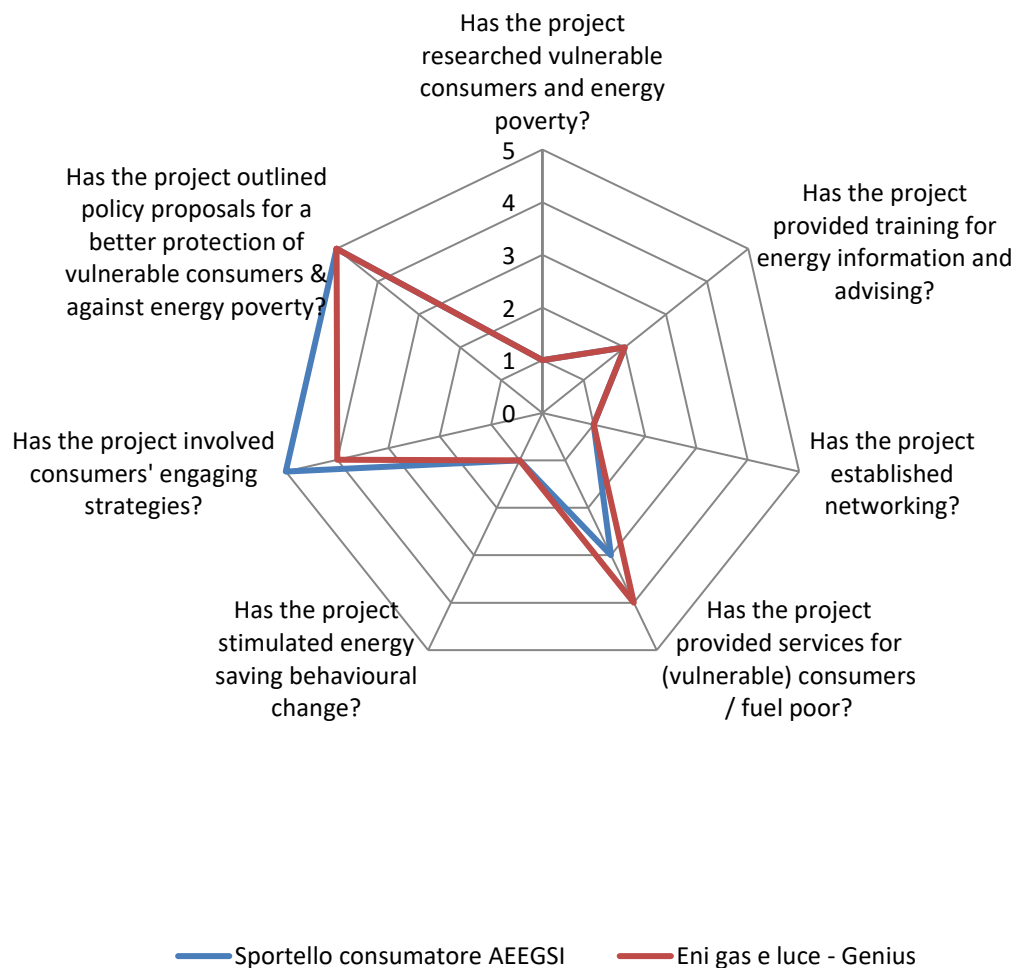 Has the project
researched vulnerable
consumers and energy
poverty?
5
4
3
2
1
0
Has the project
provided training for
energy information and
advising?
Has the project
established
networking?
Has the project
provided services for
(vulnerable) consumers
/ fuel poor?
Has the project
stimulated energy
saving behavioural
change?
Has the project involved
consumers' engaging
strategies?
Has the project outlined
policy proposals for a
better protection of
vulnerable consumers &
against energy poverty?
Sportello consumatore AEEGSI
Eni gas e luce - Genius